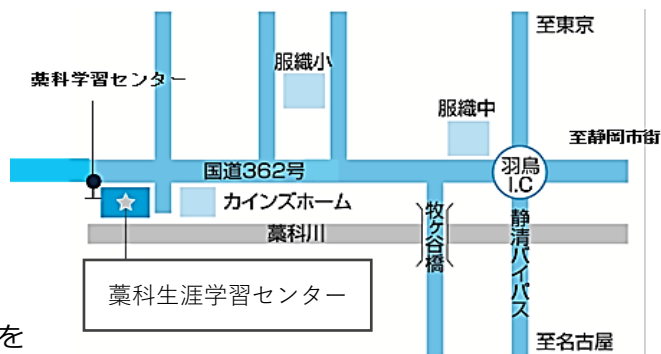 至東京
服織小
藁科学習センター
服織中
至静岡市街
国道362号
羽鳥
I.C
カインズホーム
牧ヶ谷橋
静清バイパス
藁科川
藁科生涯学習センター
を
至名古屋